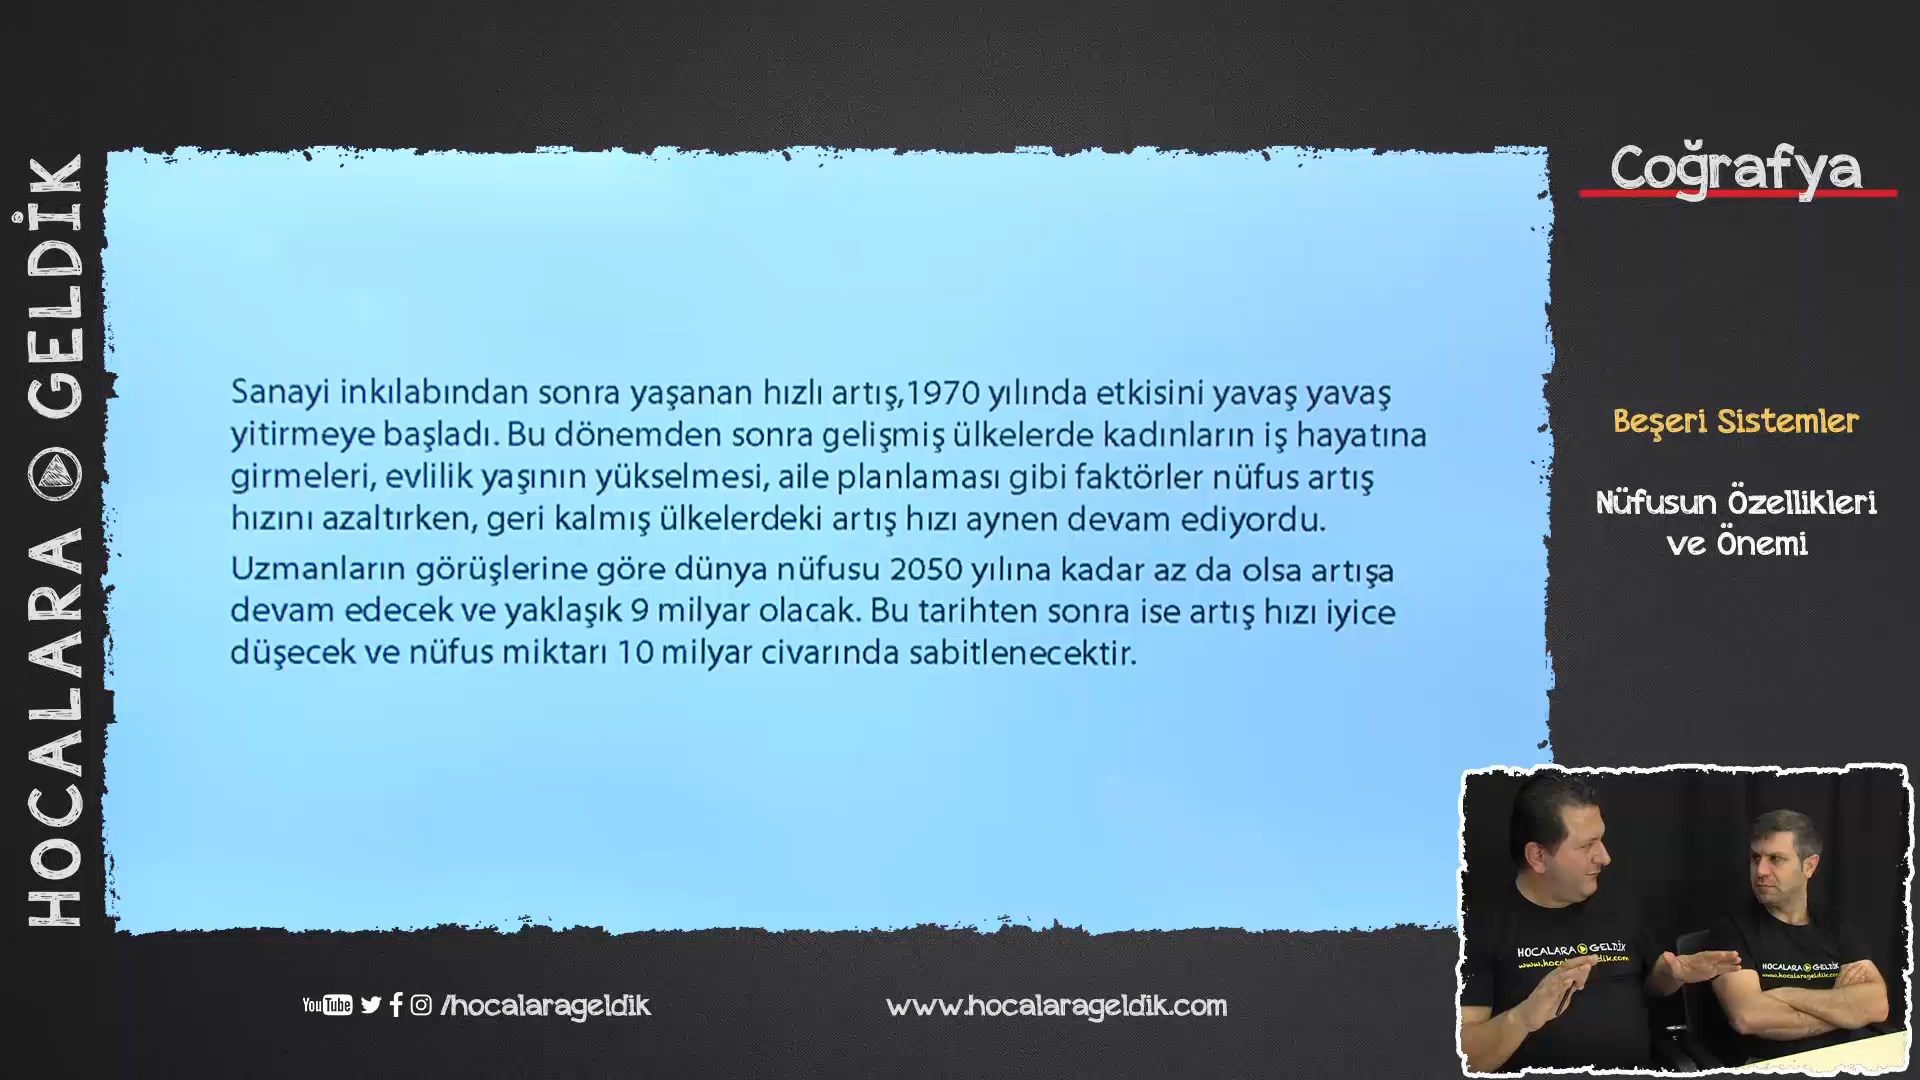 HOCALARA GELDİK
Coğrafya
Sanayi inkılabından sonra yaşanan hızlı artış,1970 yılında etkisini yavaş yavaş
yitirmeye başladı. Bu dönemden sonra gelişmiş ülkelerde kadınların iş hayatına
girmeleri, evlilik yaşının yükselmesi, aile planlaması gibi faktörler nüfus artış
hızını azaltırken, geri kalmış ülkelerdeki artış hızı aynen devam ediyordu.
Uzmanların görüşlerine göre dünya nüfusu 2050 yılına kadar az da olsa artışa
devam edecek ve yaklaşık 9 milyar olacak. Bu tarihten sonra ise artış hızı iyice
düşecek ve nüfus miktarı 10 milyar civarında sabitlenecektir.
Beşeri Sistemler
Nüfusun Özellikleri
ve Önemi
HOCALARA GELDİK
HOCALARA GELDİK
www.hocalarageldik.com
YouTube /hocalarageldik
www.hocalarageldik.com